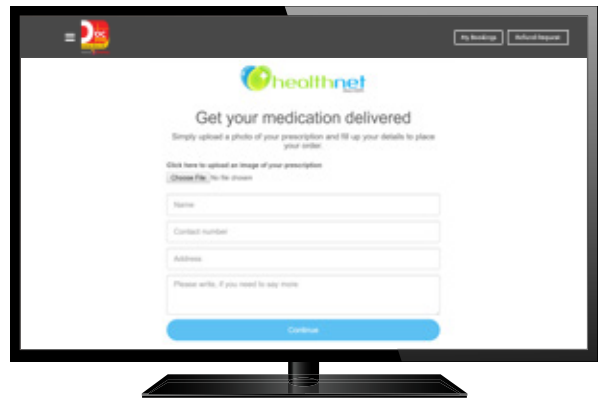 My Bookings Refund Request
healthnet
Get your medication delivered
Simply upload a photo of your prescription and fill up your details to place
your order.
Click here to upload an image of your prescription
Choose File No file chosen
Name
Contact number
Address
Please write, if you need to say more
Continue